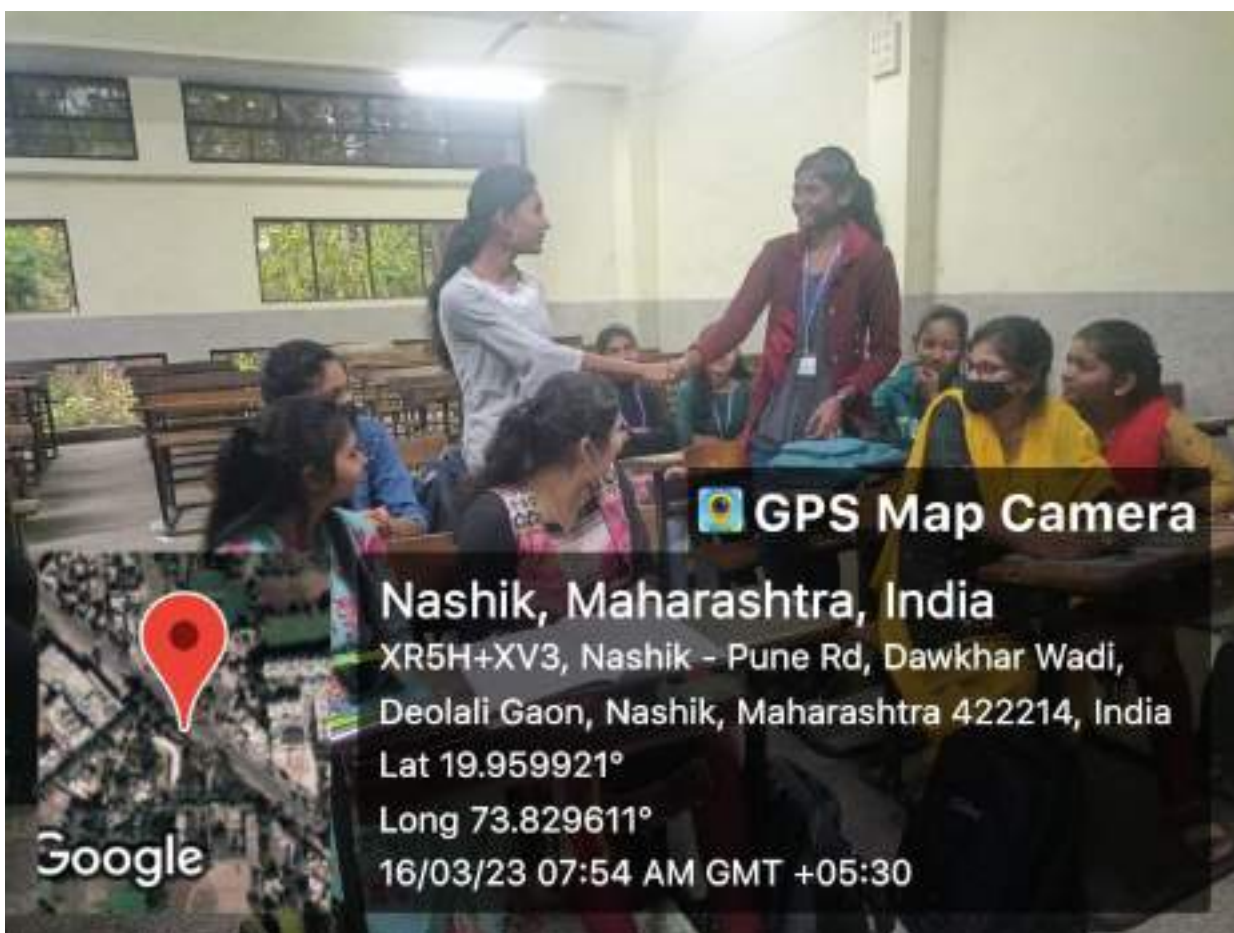 GPS Map Camera
Nashik, Maharashtra, India
XR5H+XV3, Nashik - Pune Rd, Dawkhar Wadi,
Deolali Gaon, Nashik, Maharashtra 422214, India
Lat 19.959921°
Long 73.829611°
16/03/23 07:54 AM GMT +05:30
Google